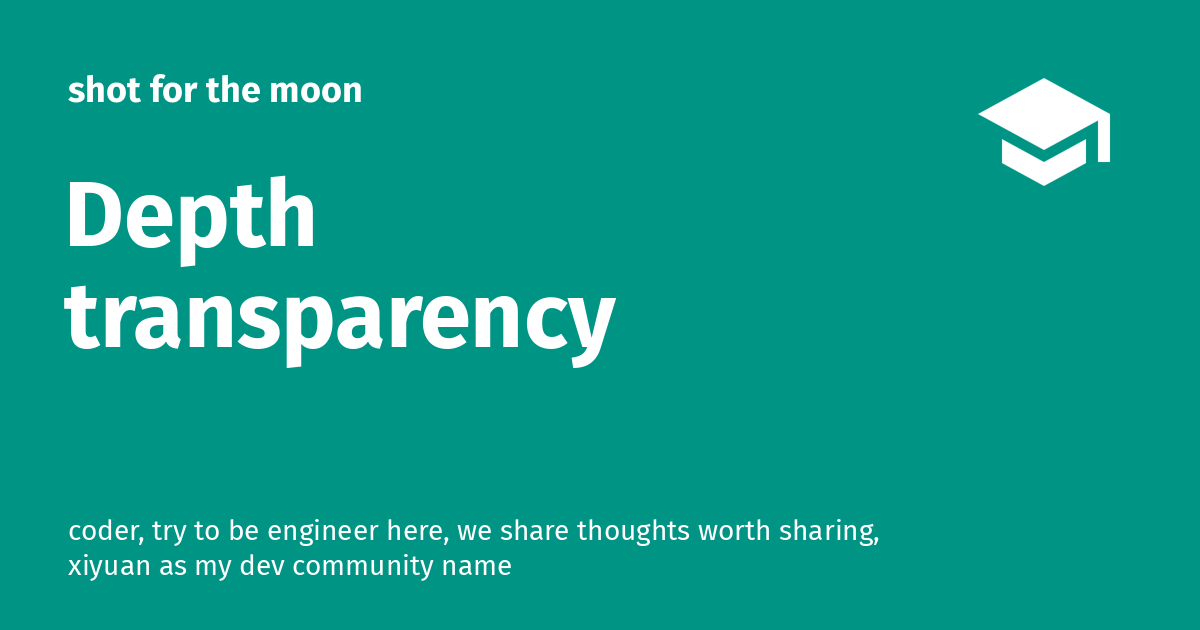 shot for the moon
Depth
transparency
coder, try to be engineer here, we share thoughts worth sharing,
xiyuan as my dev community name